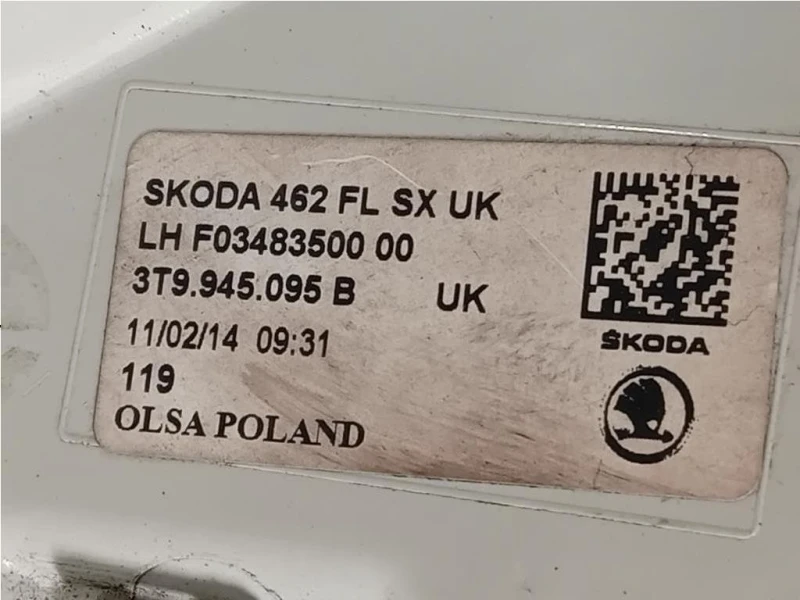 SKODA 462 FL SX UK
LH F03483500 00
3T9.945.095 B UK
11/02/14 09:31
119
OLSA POLAND
ŠKODA